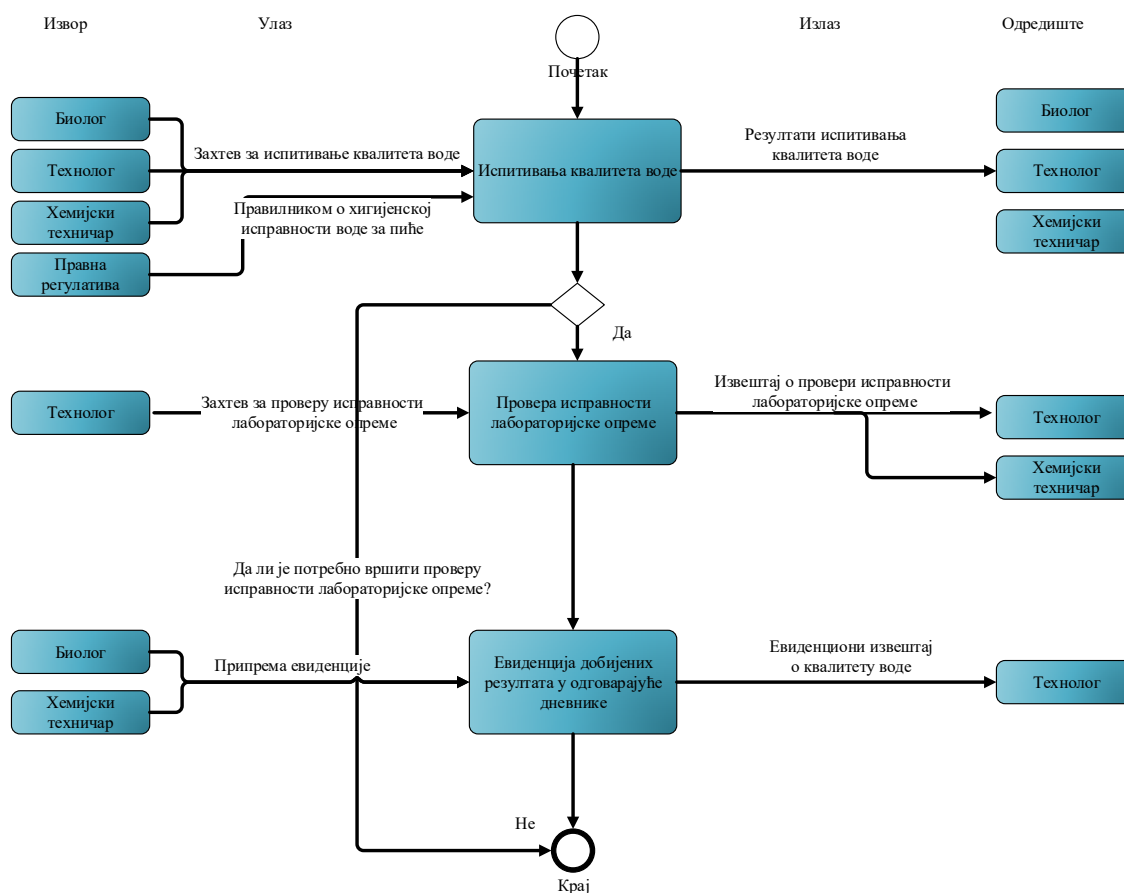 Извор
Улаз
Излаз
Одредиште
Почетак
Биолог
Технолог
Хемијски
техничар
Правна
регулатива
Захтев за испитивање квалитета воде
Правилником о хигијенској
исправности воде за пиће
Испитивања квалитета воде
Резултати испитивања
квалитета воде
Биолог
Технолог
Хемијски
техничар
Да
Технолог
Захтев за проверу исправности
лабораторијске опреме
Провера исправности
лабораторијске опреме
Извештај о провери исправности
лабораторијске опреме
Технолог
Хемијски
техничар
Да ли је потребно вршити проверу
исправности лабораторијске опреме?
Биолог
Хемијски
техничар
Припрема евиденције
Евиденција добијених
резултата у одговарајуће
дневнике
Евиденциони извештај
о квалитету воде
Технолог
Не
Крај